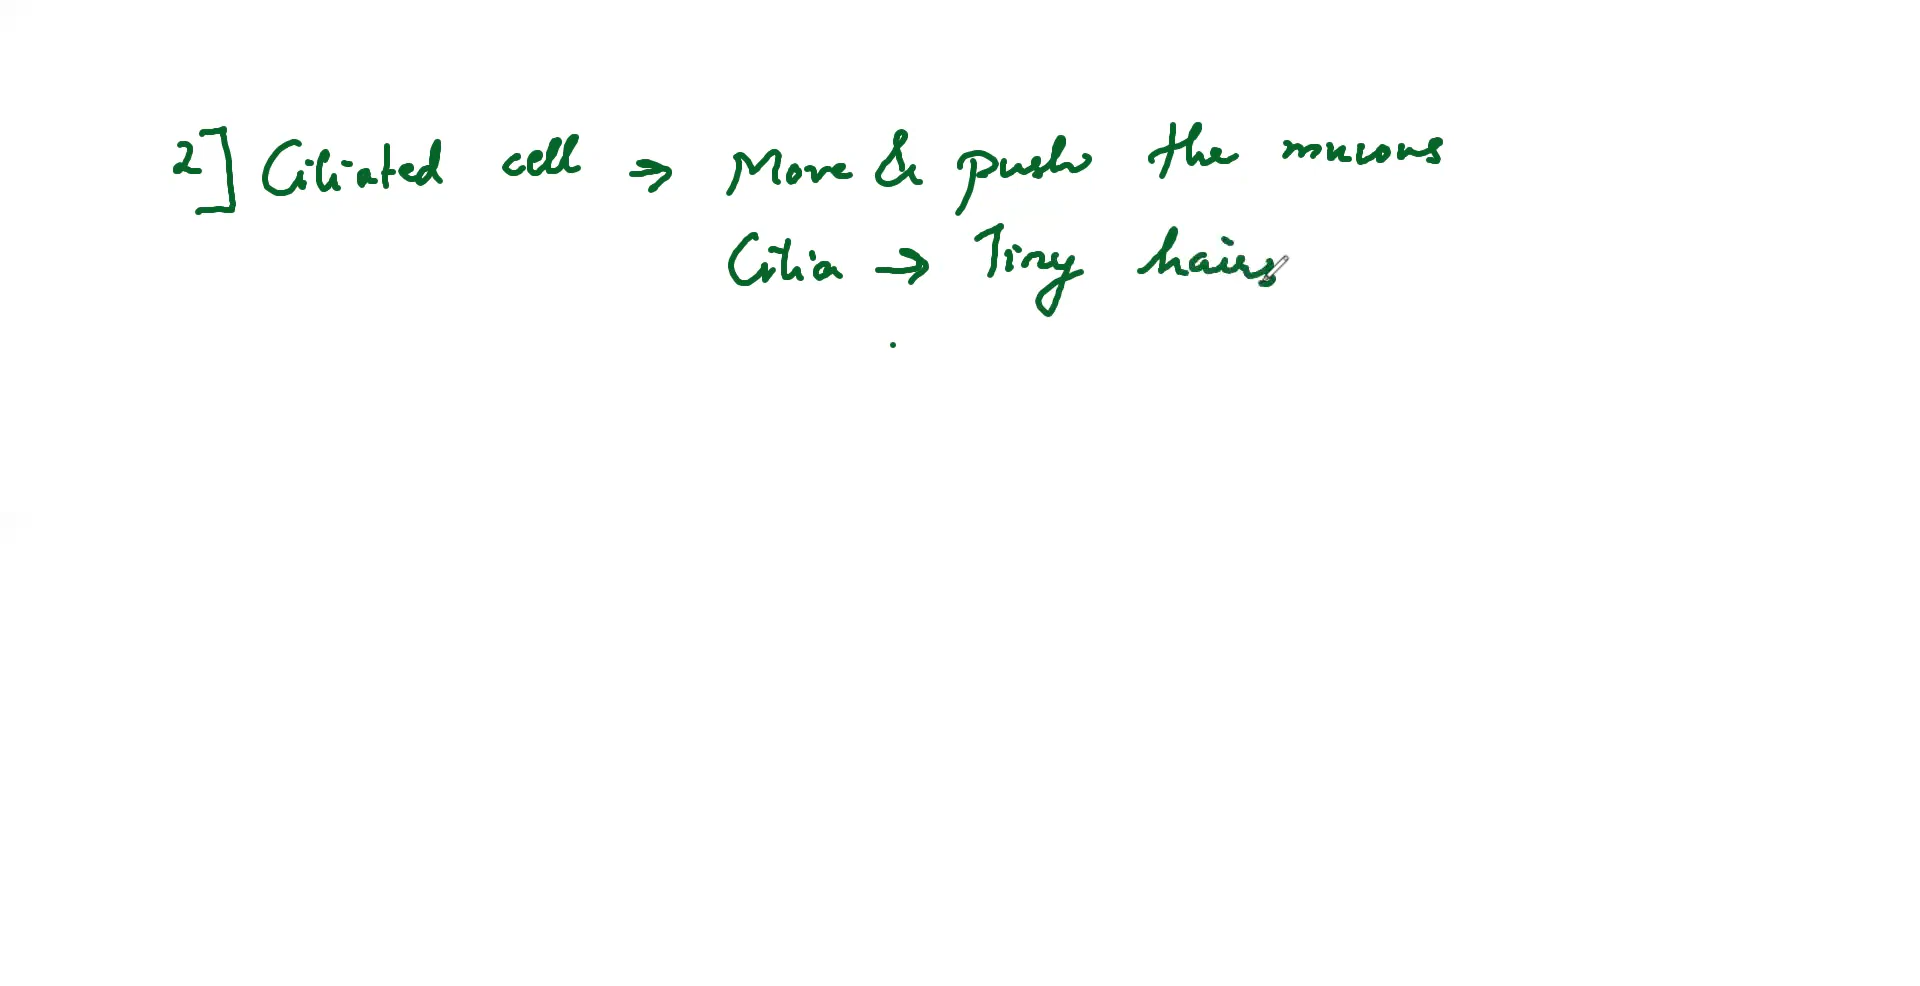 2] Ciliated cell → Move & push the mucous
Cilia → Tiny hairs